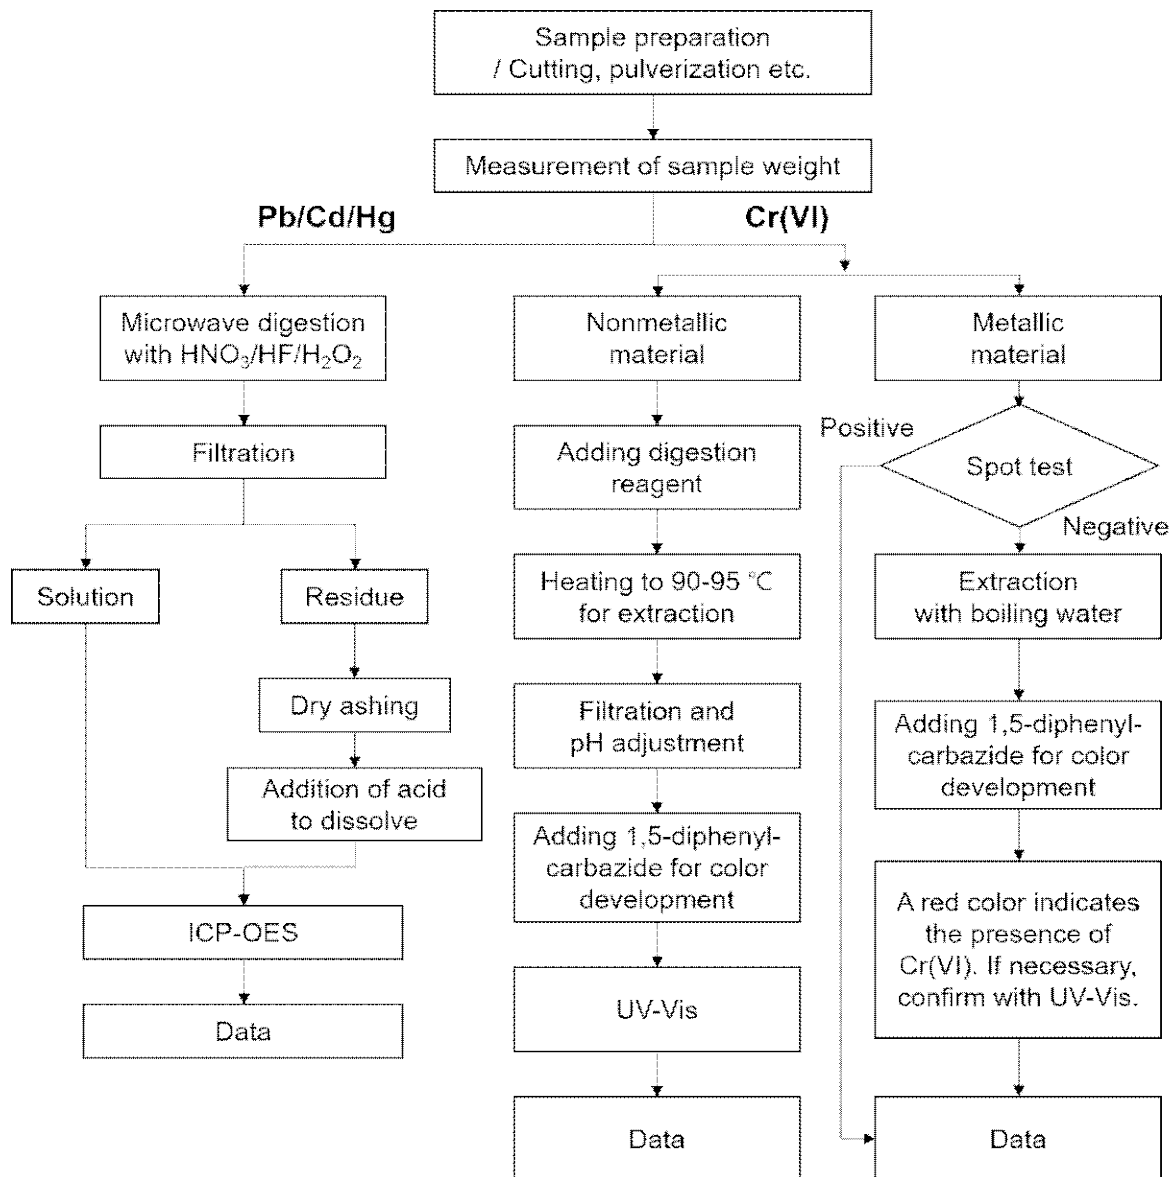 Sample preparation
/ Cutting, pulverization etc.
Measurement of sample weight
Pb/Cd/Hg
Cr(VI)
Microwave digestion
with HNO₃/HF/H₂O₂
Filtration
Solution
Residue
Dry ashing
Addition of acid
to dissolve
ICP-OES
Data
Nonmetallic
material
Adding digestion
reagent
Heating to 90-95 °C
for extraction
Filtration and
pH adjustment
Adding 1,5-diphenyl-
carbazide for color
development
UV-Vis
Data
Metallic
material
Positive
Spot test
Negative
Extraction
with boiling water
Adding 1,5-diphenyl-
carbazide for color
development
A red color indicates
the presence of
Cr(VI). If necessary,
confirm with UV-Vis.
Data